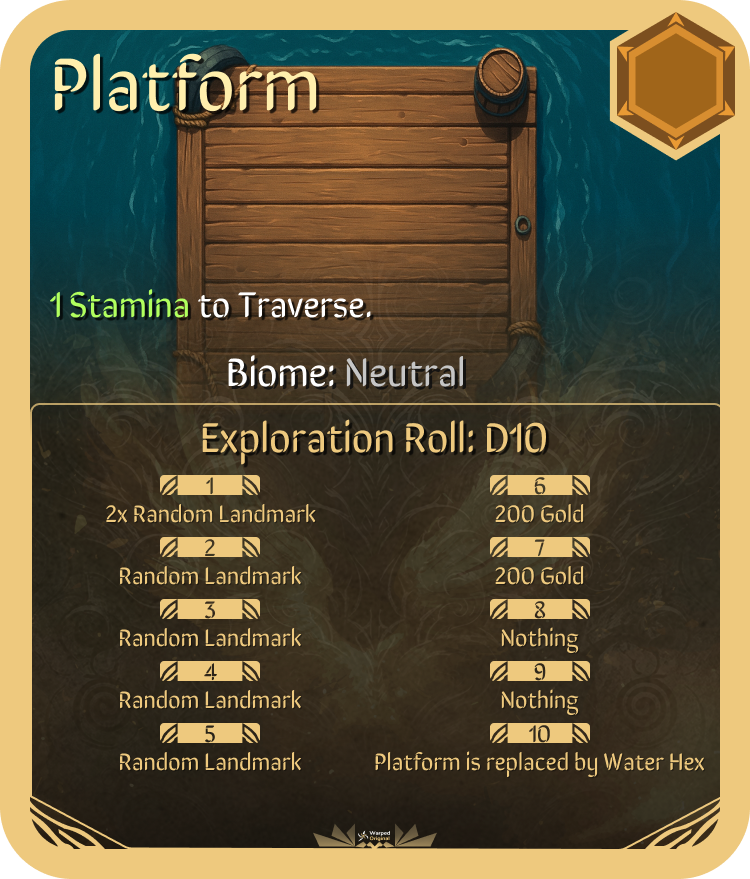 Platform
1 Stamina to Traverse.
Biome: Neutral
Exploration Roll: D10
1
2x Random Landmark
2
Random Landmark
3
Random Landmark
4
Random Landmark
5
Random Landmark
6
200 Gold
7
200 Gold
8
Nothing
9
Nothing
10
Platform is replaced by Water Hex
Warped
Original